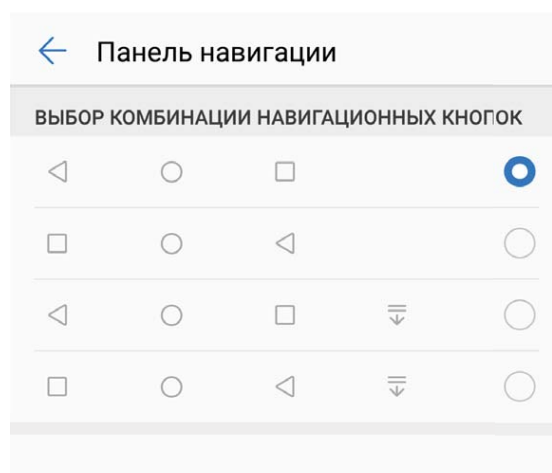 Панель навигации
ВЫБОР КОМБИНАЦИИ НАВИГАЦИОННЫХ КНОПОК